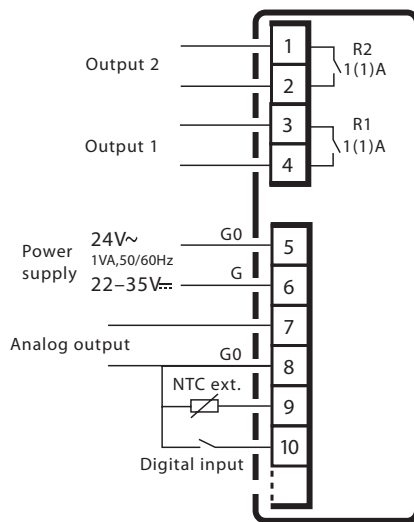 1
R2
Output 2
1(1)A
2
3
R1
Output 1
1(1)A
4
24V~
G0
5
Power
supply
1VA,50/60Hz
22–35V⎓
G
6
7
Analog output
G0
8
NTC ext.
9
10
Digital input